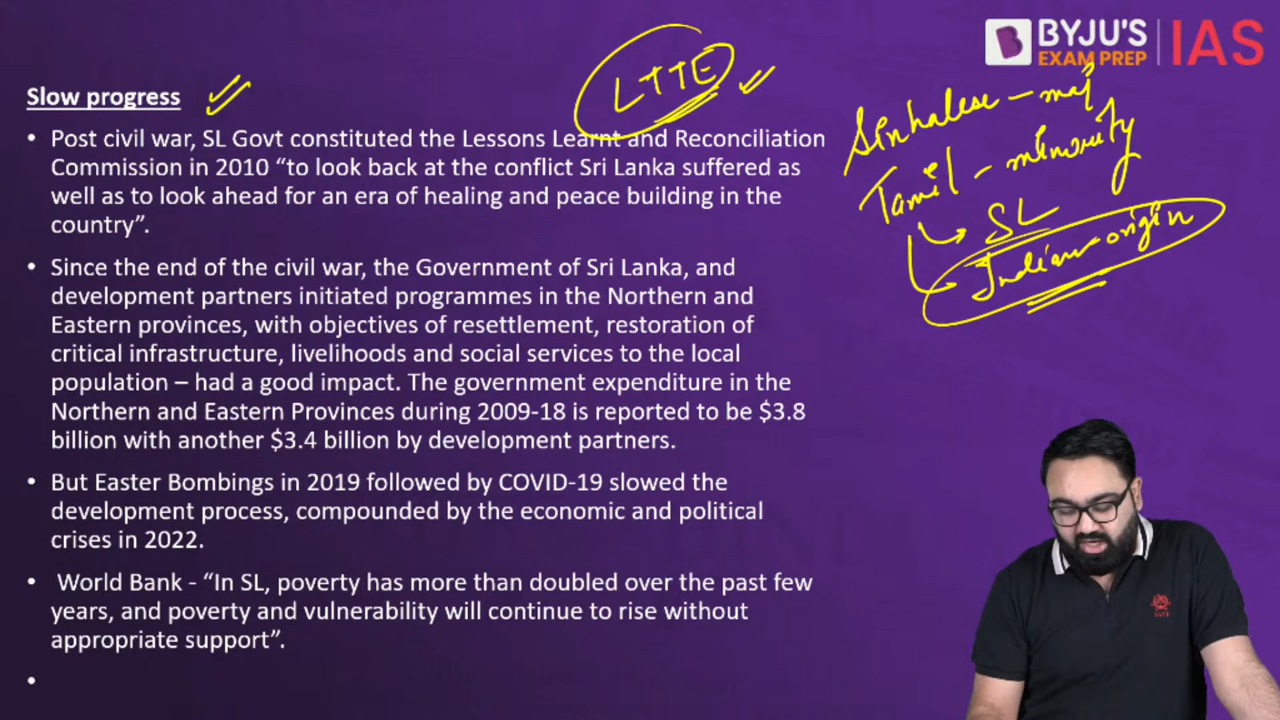 BYJU'S
EXAM PREP
IAS
LTTE
Slow progress
• Post civil war, SL Govt constituted the Lessons Learnt and Reconciliation
Commission in 2010 “to look back at the conflict Sri Lanka suffered as
well as to look ahead for an era of healing and peace building in the
country”.
• Since the end of the civil war, the Government of Sri Lanka, and
development partners initiated programmes in the Northern and
Eastern provinces, with objectives of resettlement, restoration of
critical infrastructure, livelihoods and social services to the local
population – had a good impact. The government expenditure in the
Northern and Eastern Provinces during 2009-18 is reported to be $3.8
billion with another $3.4 billion by development partners.
• But Easter Bombings in 2019 followed by COVID-19 slowed the
development process, compounded by the economic and political
crises in 2022.
• World Bank - “In SL, poverty has more than doubled over the past few
years, and poverty and vulnerability will continue to rise without
appropriate support”.
•
Sinhalese – maj
Tamil – minority
SL
Indian origin